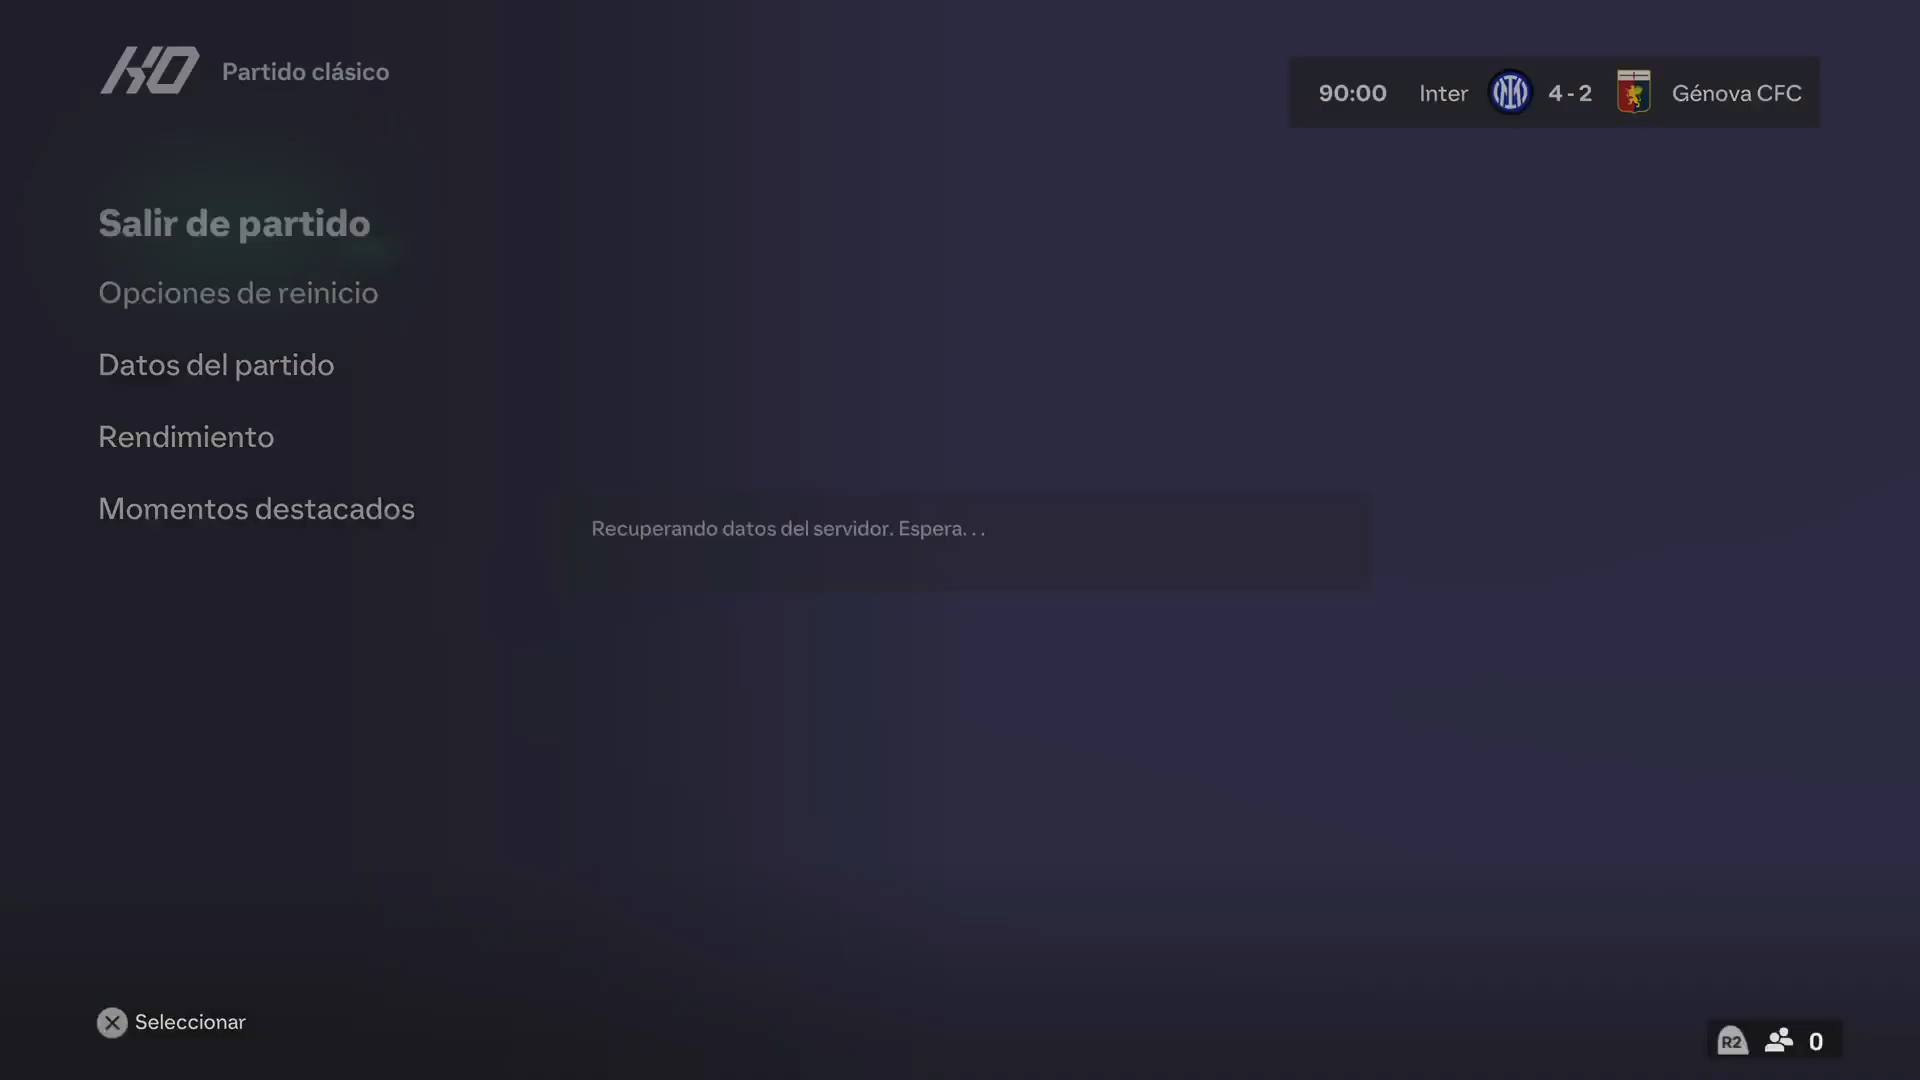 KO Partido clásico
90:00 Inter 4 - 2 Génova CFC
Salir de partido
Opciones de reinicio
Datos del partido
Rendimiento
Momentos destacados
Recuperando datos del servidor. Espera. . .
Seleccionar
R2 0